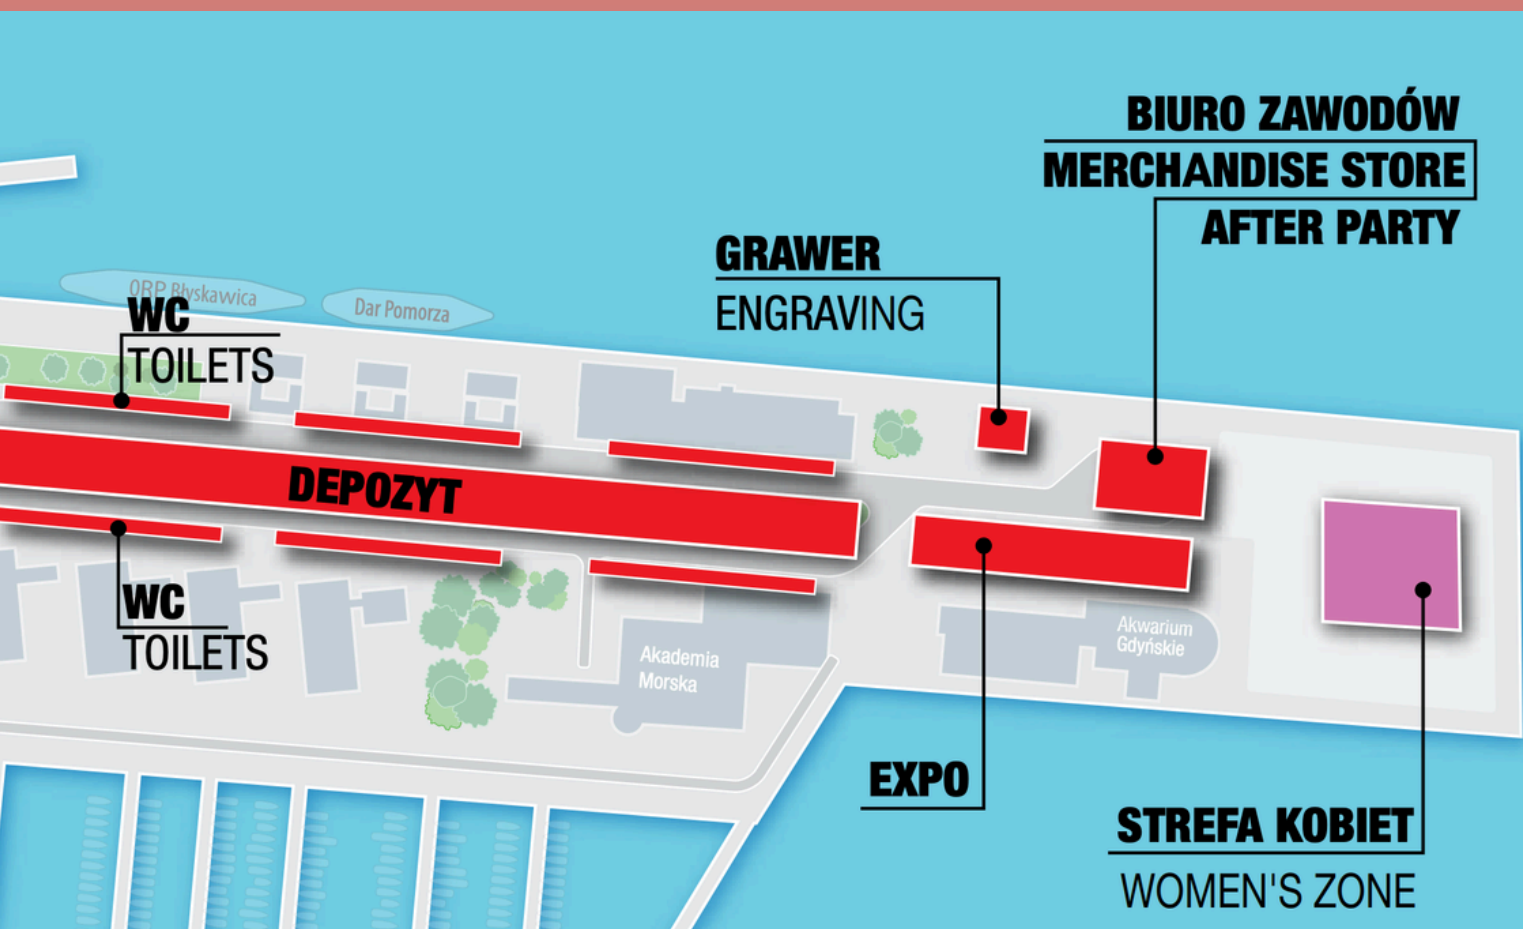 BIURO ZAWODÓW
MERCHANDISE STORE
AFTER PARTY
GRAWER
ENGRAVING
ORP Błyskawica
Dar Pomorza
WC
TOILETS
DEPOZYT
WC
TOILETS
Akademia
Morska
Akwarium
Gdyńskie
EXPO
STREFA KOBIET
WOMEN'S ZONE